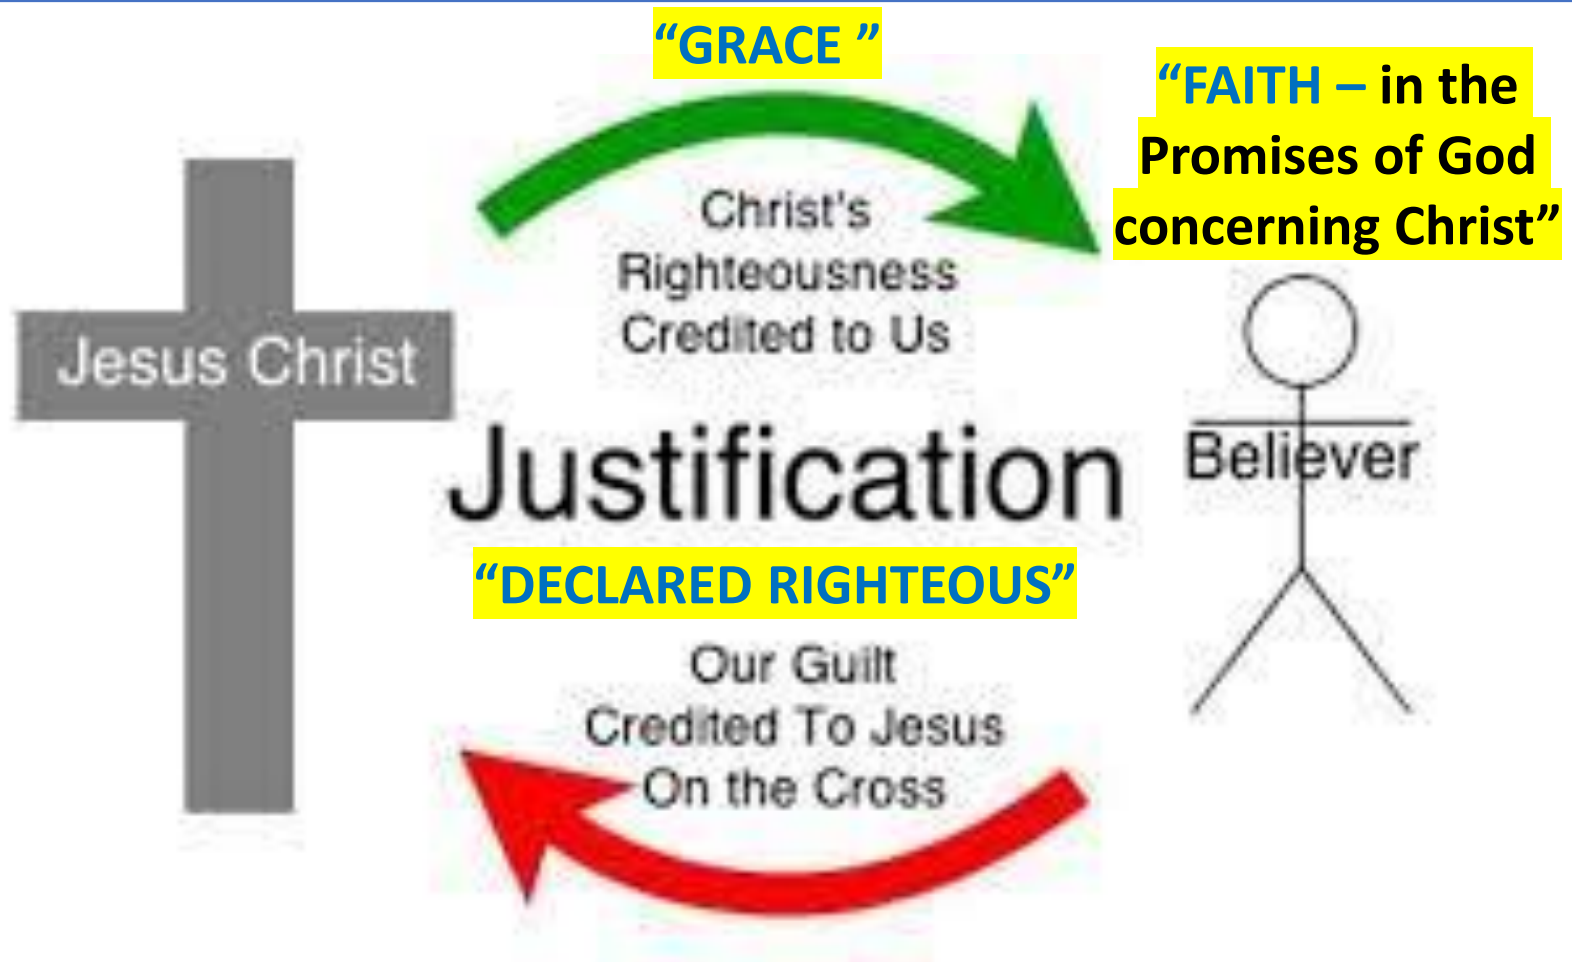 “GRACE ”
“FAITH – in the
Promises of God
concerning Christ”
Christ's
Righteousness
Credited to Us
Jesus Christ
Justification
Believer
“DECLARED RIGHTEOUS”
Our Guilt
Credited To Jesus
On the Cross